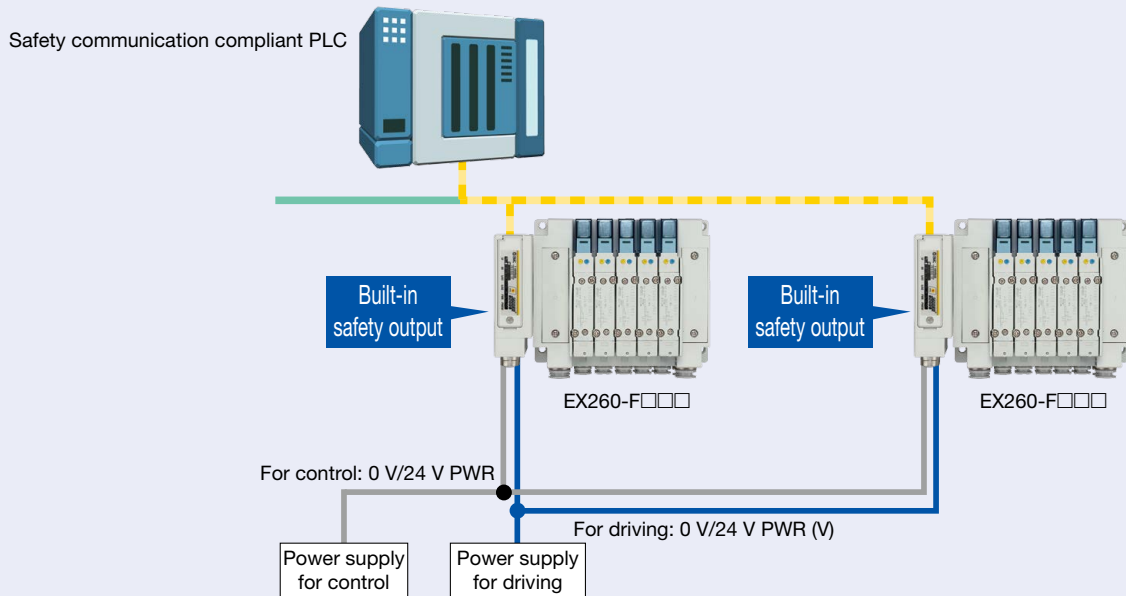 Safety communication compliant PLC
Built-in
safety output
Built-in
safety output
EX260-F□□□
EX260-F□□□
For control: 0 V/24 V PWR
For driving: 0 V/24 V PWR (V)
Power supply
for control
Power supply
for driving